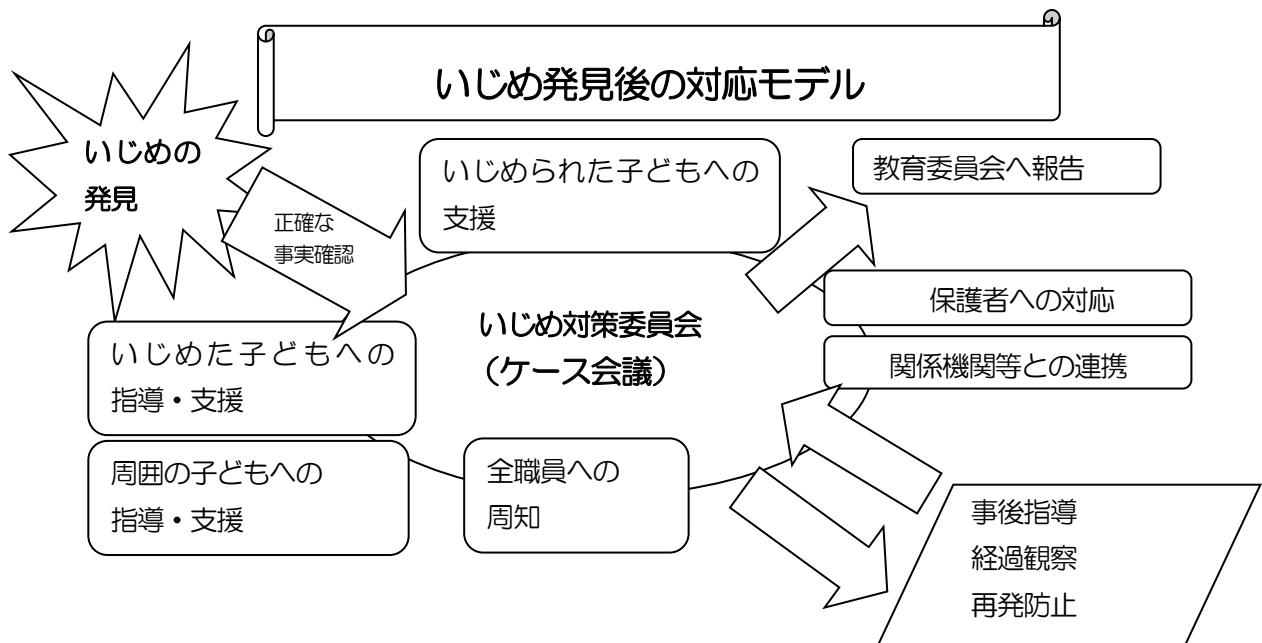 いじめ発見後の対応モデル
いじめの
発見
正確な
事実確認
いじめられた子どもへの
支援
教育委員会へ報告
保護者への対応
関係機関等との連携
いじめ対策委員会
（ケース会議）
いじめた子どもへの
指導・支援
周囲の子どもへの
指導・支援
全職員への
周知
事後指導
経過観察
再発防止